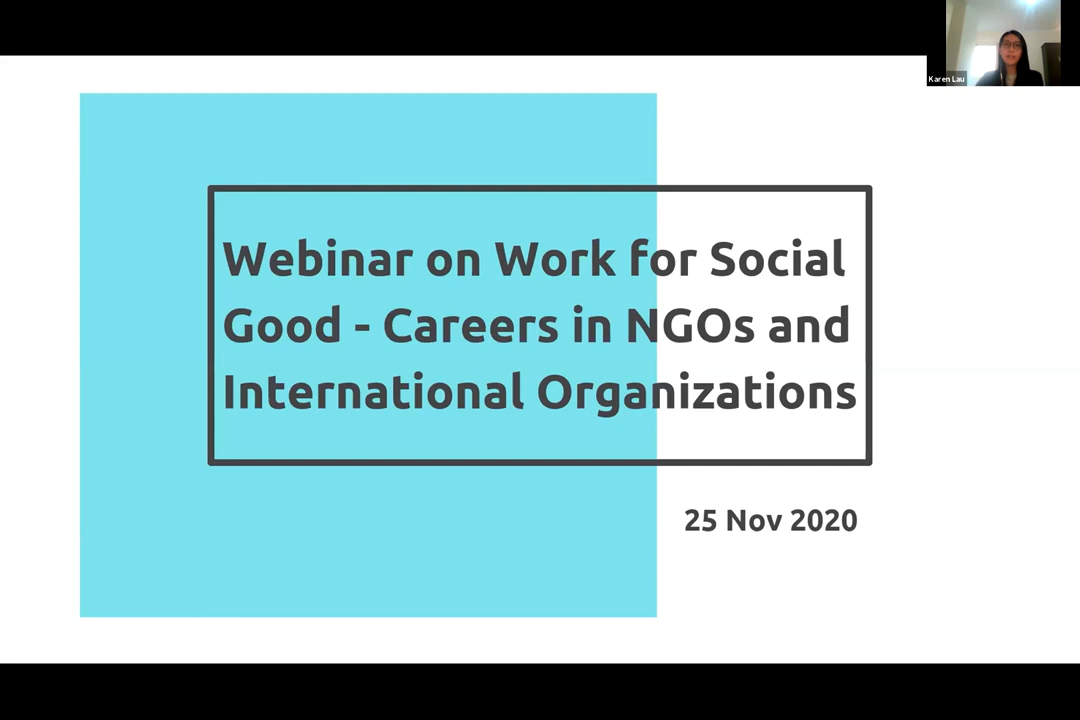 Karen Lau
Webinar on Work for Social
Good - Careers in NGOs and
International Organizations
25 Nov 2020